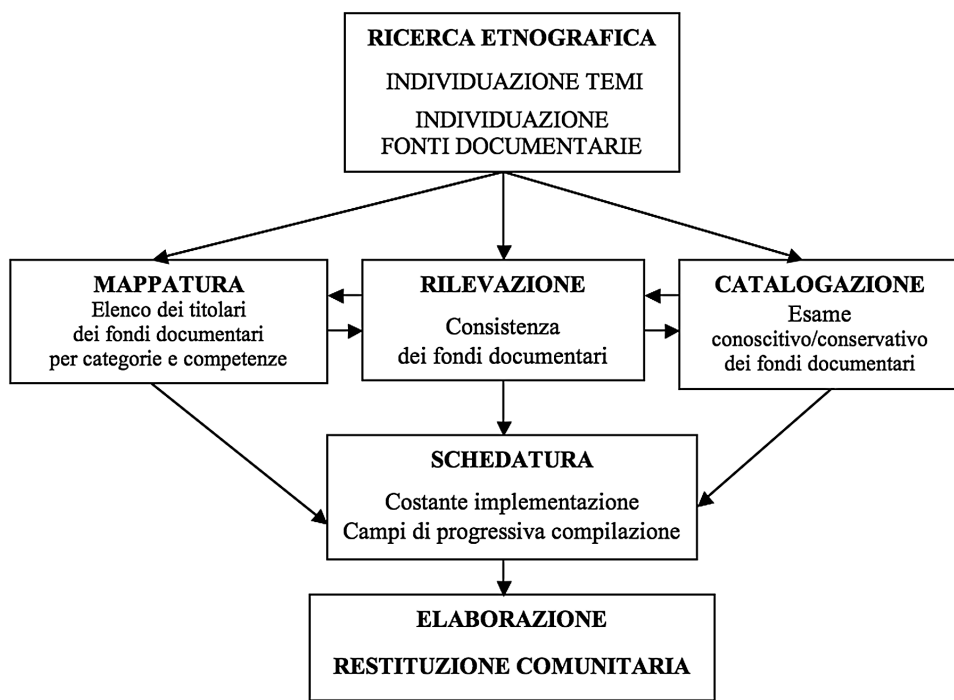 RICERCA ETNOGRAFICA
INDIVIDUAZIONE TEMI
INDIVIDUAZIONE
FONTI DOCUMENTARIE
MAPPATURA
Elenco dei titolari
dei fondi documentari
per categorie e competenze
RILEVAZIONE
Consistenza
dei fondi documentari
CATALOGAZIONE
Esame
conoscitivo/conservativo
dei fondi documentari
SCHEDATURA
Costante implementazione
Campi di progressiva compilazione
ELABORAZIONE
RESTITUZIONE COMUNITARIA